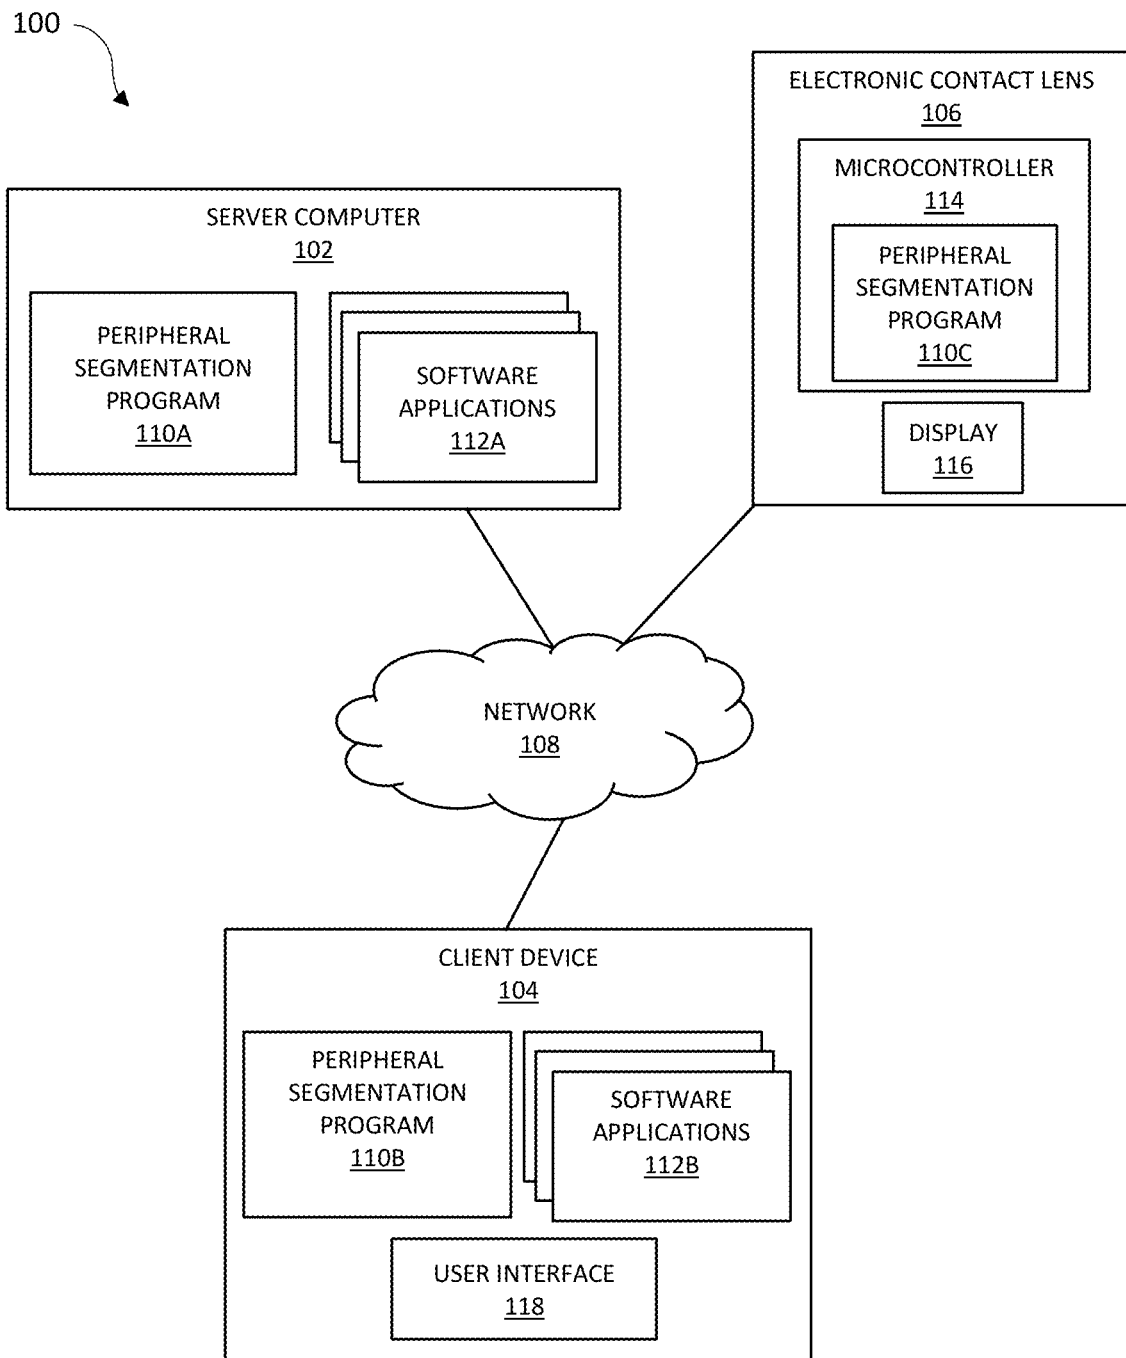 100
ELECTRONIC CONTACT LENS
106
MICROCONTROLLER
114
PERIPHERAL
SEGMENTATION
PROGRAM
110C
DISPLAY
116
SERVER COMPUTER
102
PERIPHERAL
SEGMENTATION
PROGRAM
110A
SOFTWARE
APPLICATIONS
112A
NETWORK
108
CLIENT DEVICE
104
PERIPHERAL
SEGMENTATION
PROGRAM
110B
SOFTWARE
APPLICATIONS
112B
USER INTERFACE
118